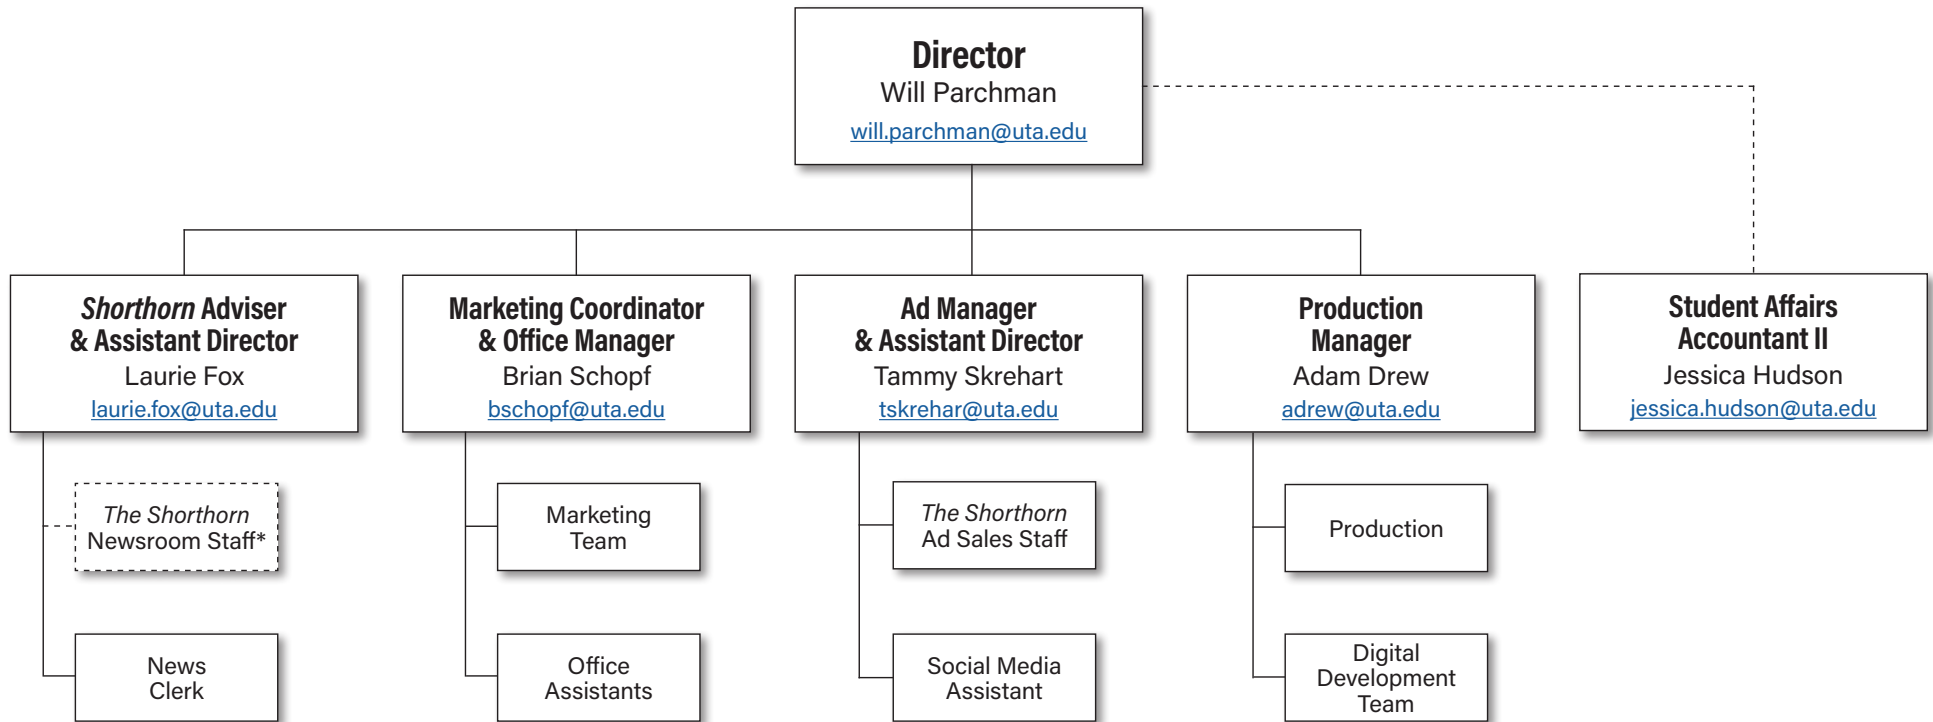 Director
Will Parchman
will.parchman@uta.edu
Shorthorn Adviser
& Assistant Director
Laurie Fox
laurie.fox@uta.edu
Marketing Coordinator
& Office Manager
Brian Schopf
bschopf@uta.edu
Ad Manager
& Assistant Director
Tammy Skrehart
tskrehar@uta.edu
Production
Manager
Adam Drew
adrew@uta.edu
Student Affairs
Accountant II
Jessica Hudson
jessica.hudson@uta.edu
The Shorthorn
Newsroom Staff*
Marketing
Team
The Shorthorn
Ad Sales Staff
Production
News
Clerk
Office
Assistants
Social Media
Assistant
Digital
Development
Team